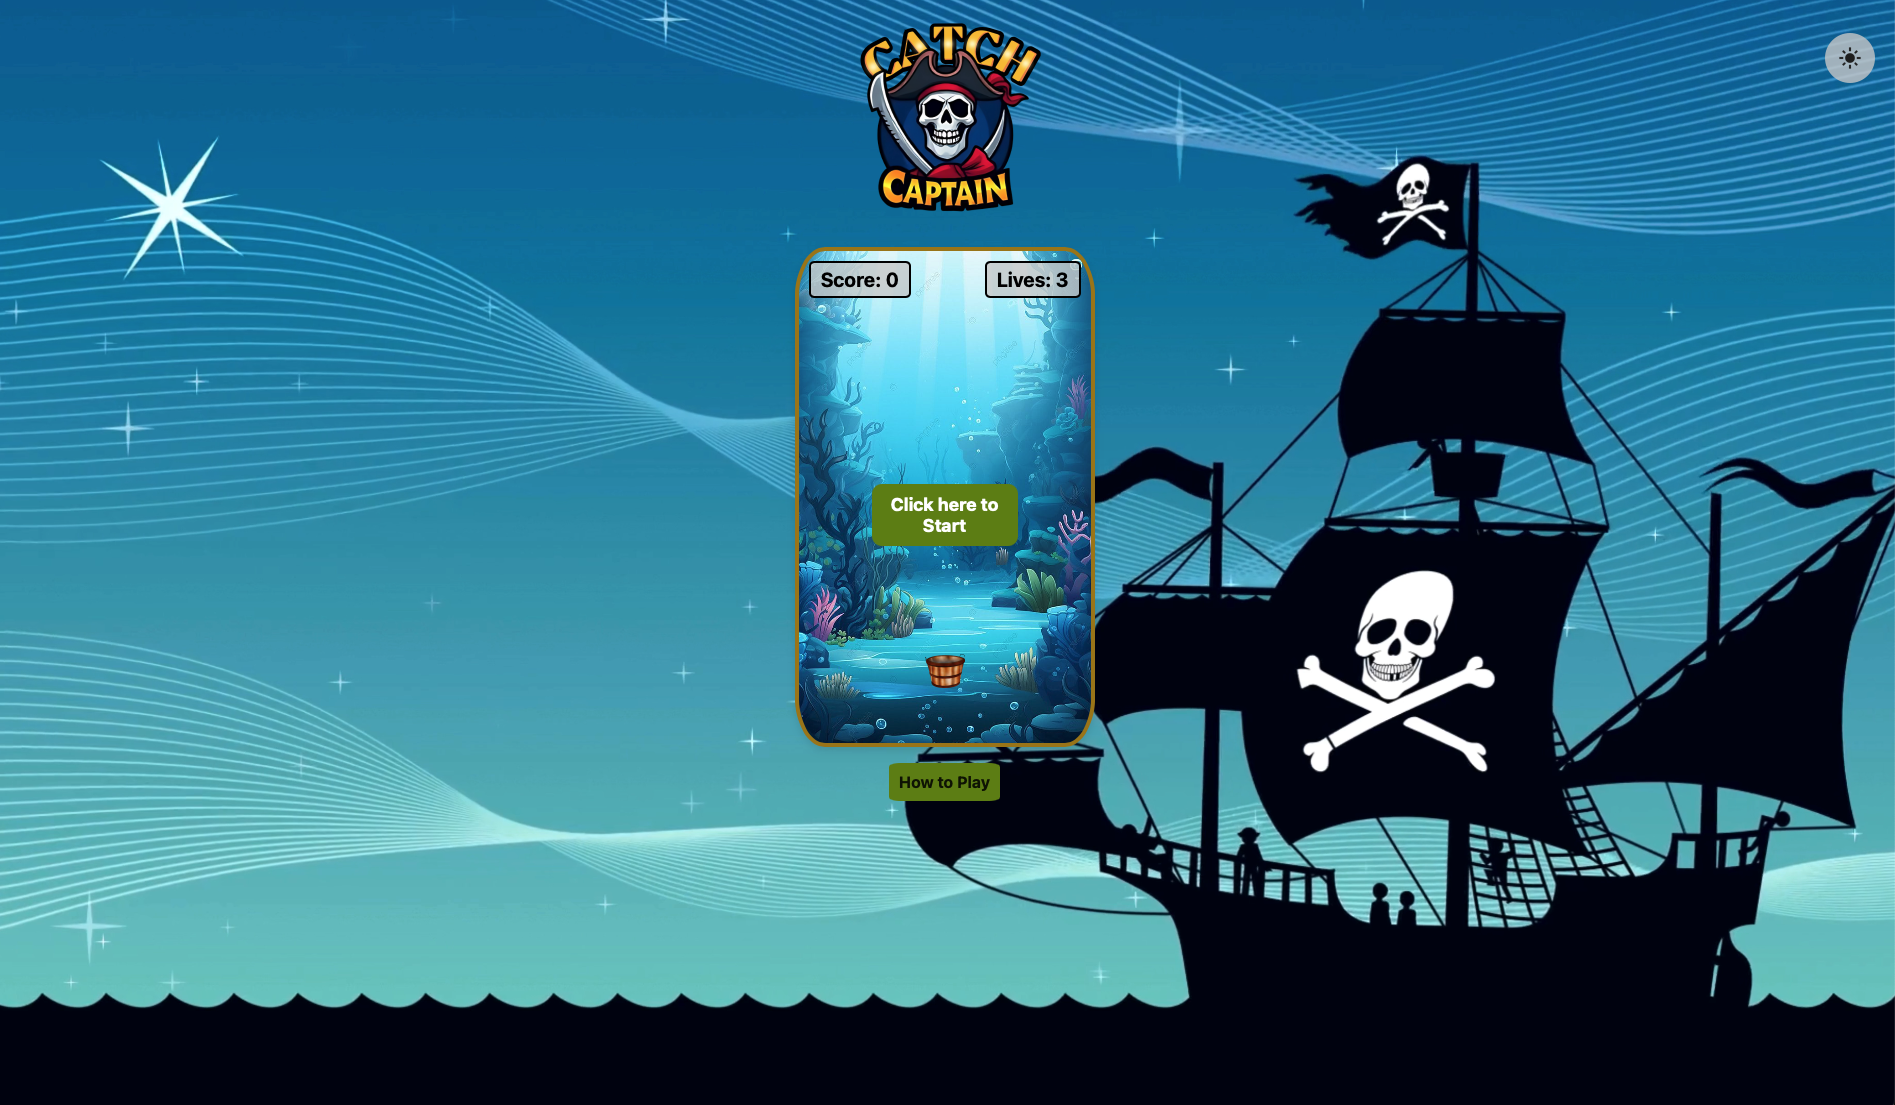 CATCH
CAPTAIN
Score: 0
Lives: 3
Click here to
Start
How to Play